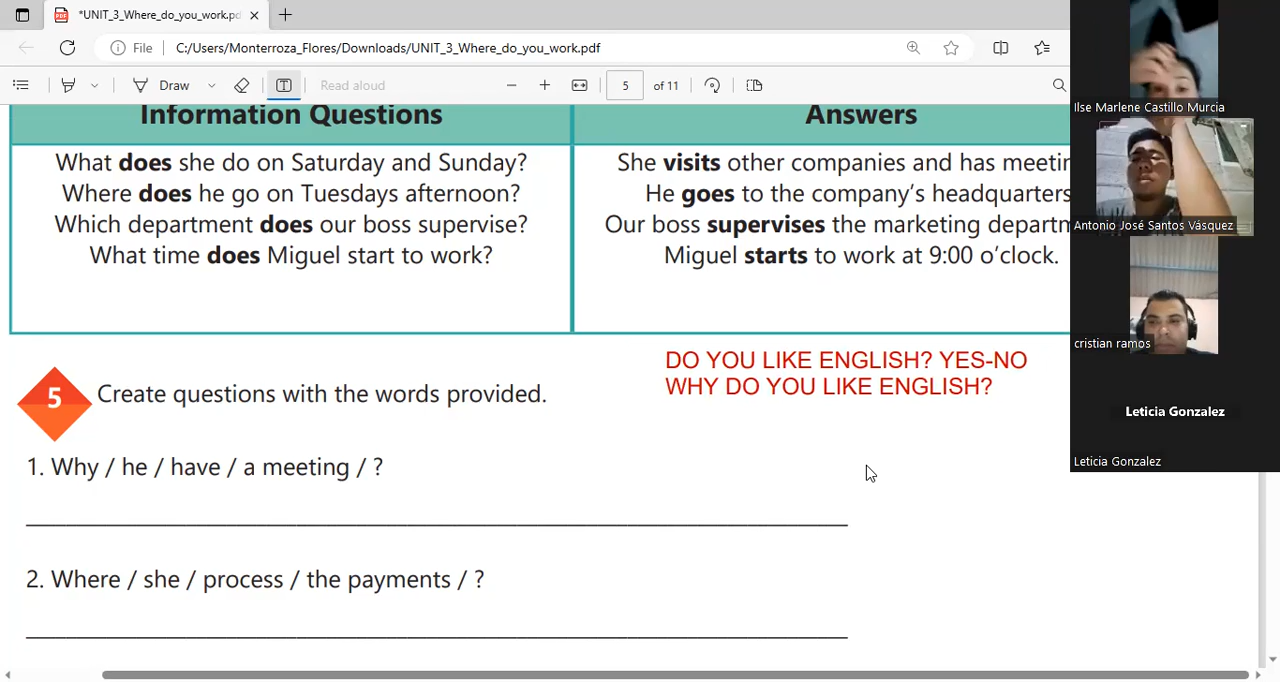 *UNIT_3_Where_do_you_work.pd
File
C:/Users/Monterroza_Flores/Downloads/UNIT_3_Where_do_you_work.pdf
Draw
Read aloud
5 of 11
Information Questions
Answers
What does she do on Saturday and Sunday?
Where does he go on Tuesdays afternoon?
Which department does our boss supervise?
What time does Miguel start to work?
She visits other companies and has meetin
He goes to the company's headquarters
Our boss supervises the marketing departm
Miguel starts to work at 9:00 o'clock.
DO YOU LIKE ENGLISH? YES-NO
WHY DO YOU LIKE ENGLISH?
5 Create questions with the words provided.
1. Why / he / have / a meeting / ?
2. Where / she / process / the payments / ?
Ilse Marlene Castillo Murcia
Antonio José Santos Vásquez
cristian ramos
Leticia Gonzalez
Leticia Gonzalez